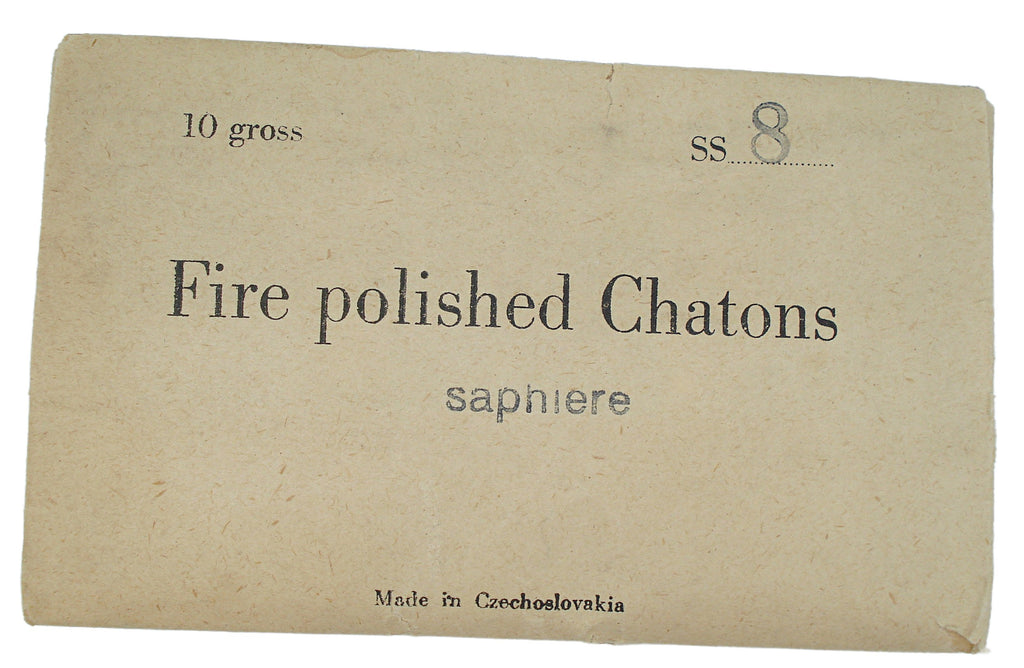 10 gross
SS 8
Fire polished Chatons
saphiere
Made in Czechoslovakia